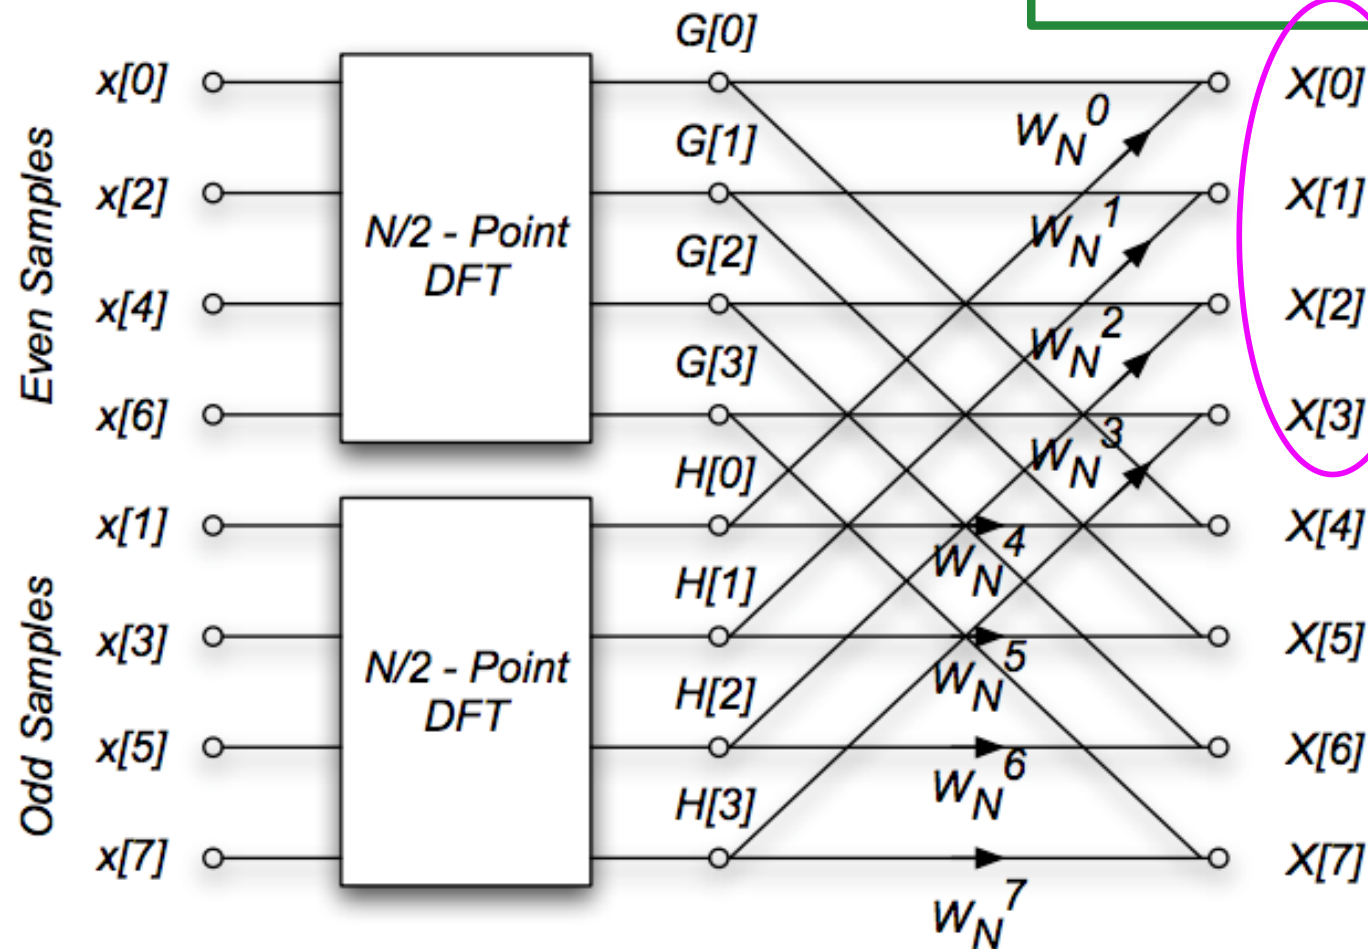 Even Samples
x[0]
x[2]
x[4]
x[6]
Odd Samples
x[1]
x[3]
x[5]
x[7]
N/2 - Point
DFT
N/2 - Point
DFT
G[0]
G[1]
G[2]
G[3]
H[0]
H[1]
H[2]
H[3]
W_N^0
W_N^1
W_N^2
W_N^3
W_N^4
W_N^5
W_N^6
W_N^7
X[0]
X[1]
X[2]
X[3]
X[4]
X[5]
X[6]
X[7]